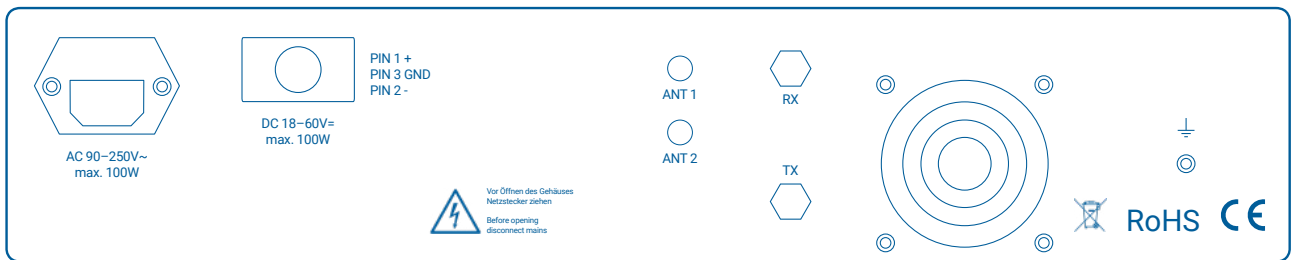 PIN 1 +
PIN 3 GND
PIN 2 -
AC 90–250V~
max. 100W
DC 18–60V=
max. 100W
Vor Öffnen des Gehäuses
Netzstecker ziehen
Before opening
disconnect mains
ANT 1
ANT 2
RX
TX
RoHS
CE